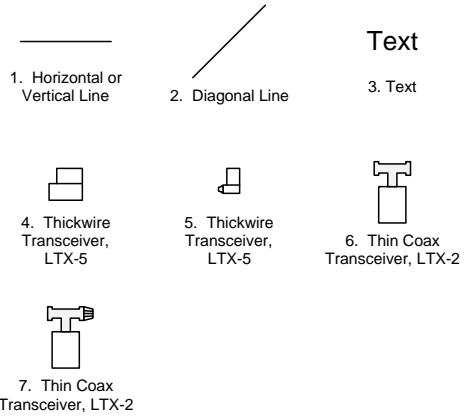 Text
1. Horizontal or
Vertical Line
2. Diagonal Line
3. Text
4. Thickwire
Transceiver,
LTX-5
5. Thickwire
Transceiver,
LTX-5
6. Thin Coax
Transceiver, LTX-2
7. Thin Coax
Transceiver, LTX-2